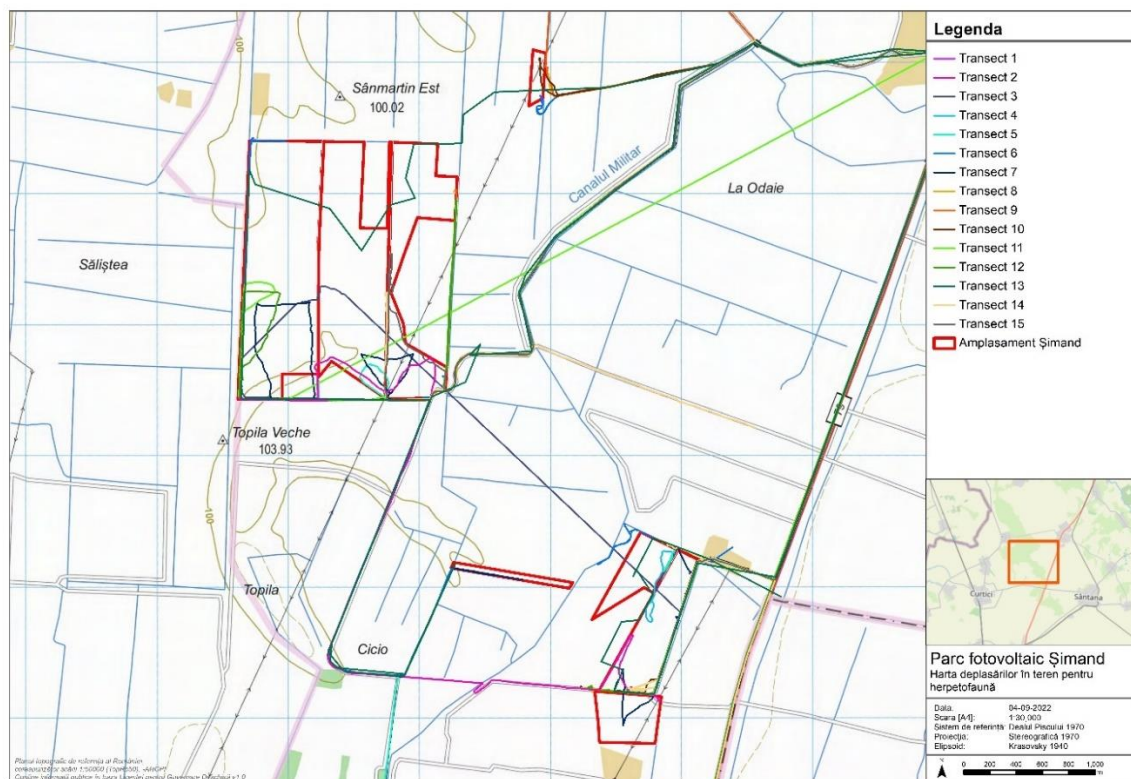 Sânmartin Est
100.02
Canalul Militar
La Odaie
Săliștea
100
Topila Veche
103.93
100
Topila
Cicio
79
Legenda
Transect 1
Transect 2
Transect 3
Transect 4
Transect 5
Transect 6
Transect 7
Transect 8
Transect 9
Transect 10
Transect 11
Transect 12
Transect 13
Transect 14
Transect 15
Amplasament Șimand
Curtici
Sântana
Parc fotovoltaic Șimand
Harta deplasărilor în teren pentru
herpetofaună
Data: 04-09-2022
Scara [A4]: 1:30,000
Sistem de referință: Dealul Piscului 1970
Proiecția: Stereografică 1970
Elipsoid: Krasovsky 1940
0 200 400 600 800 1,000
m